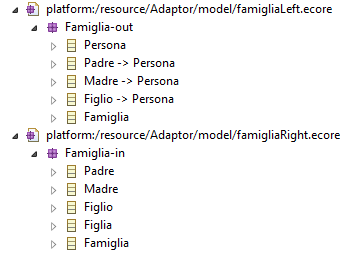 platform:/resource/Adaptor/model/famigliaLeft.ecore
Famiglia-out
Persona
Padre -> Persona
Madre -> Persona
Figlio -> Persona
Famiglia
platform:/resource/Adaptor/model/famigliaRight.ecore
Famiglia-in
Padre
Madre
Figlio
Figlia
Famiglia